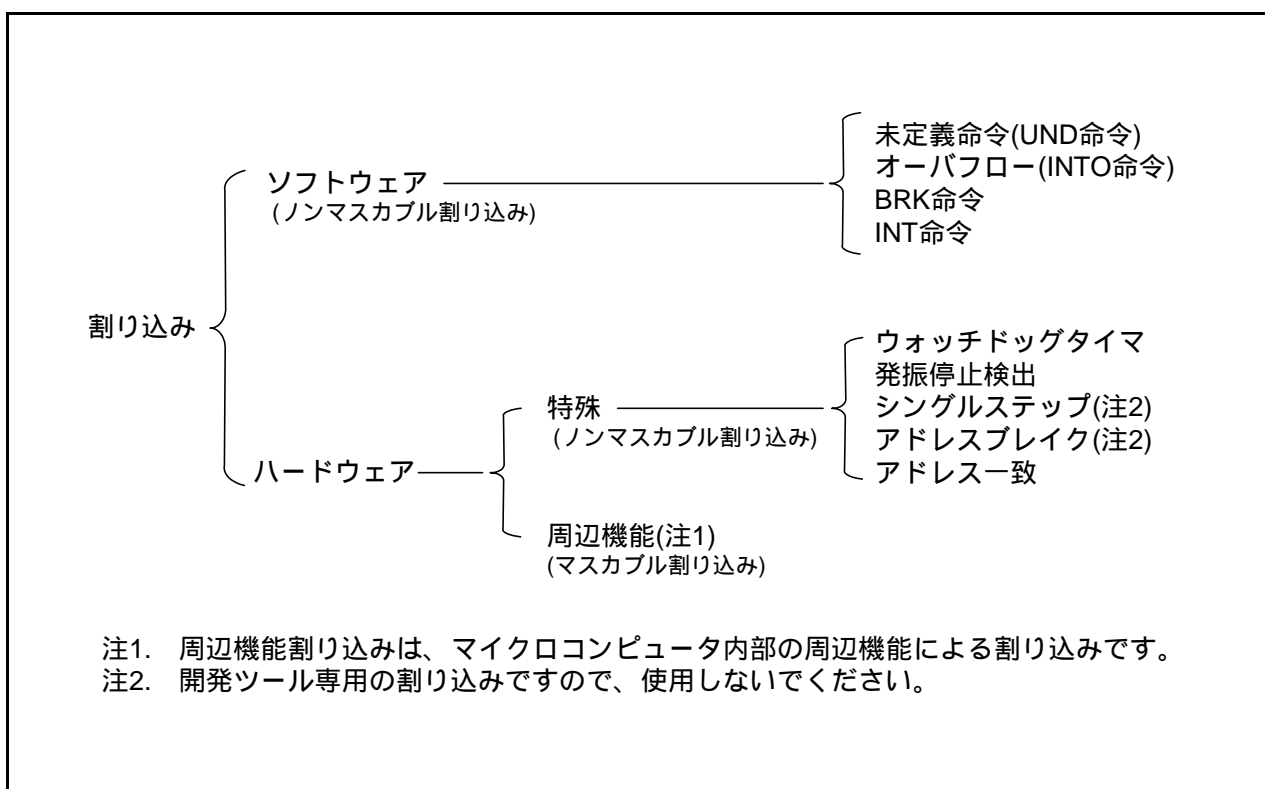 未定義命令(UND命令)
オーバフロー(INTO命令)
BRK命令
INT命令
ソフトウェア
(ノンマスカブル割り込み)
割り込み
ウォッチドッグタイマ
発振停止検出
シングルステップ(注2)
アドレスブレイク(注2)
アドレス一致
特殊
(ノンマスカブル割り込み)
ハードウェア
周辺機能(注1)
(マスカブル割り込み)
注1. 周辺機能割り込みは、マイクロコンピュータ内部の周辺機能による割り込みです。
注2. 開発ツール専用の割り込みですので、使用しないでください。